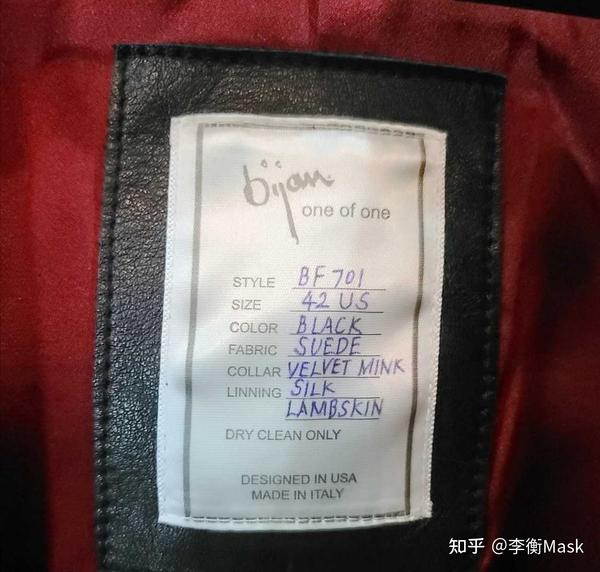 bijan
one of one
STYLE BF 701
SIZE 42 US
COLOR BLACK
FABRIC SUEDE
COLLAR VELVET MINK
LINNING SILK
LAMBSKIN
DRY CLEAN ONLY
DESIGNED IN USA
MADE IN ITALY
知乎 @李衡Mask